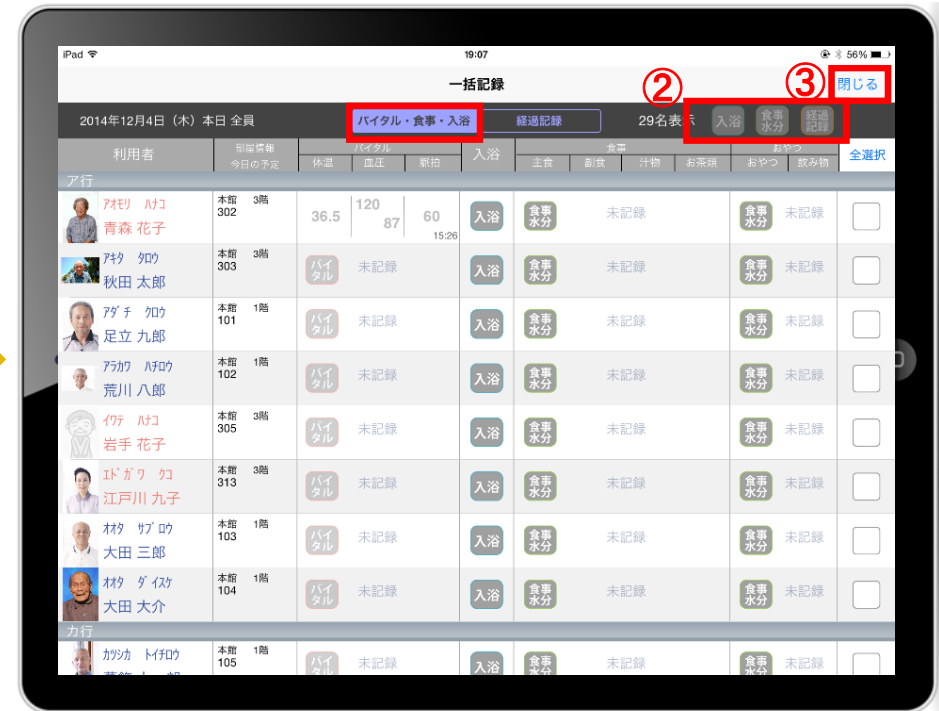 iPad 19:07 56%
一括記録
② ③ 閉じる
2014年12月4日（木）本日 全員 バイタル・食事・入浴 経過記録 29名表示 入浴 食事水分 経過記録
利用者 部屋情報 今日の予定 バイタル 体温 血圧 脈拍 入浴 食事 主食 副食 汁物 お茶類 おやつ おやつ 飲み物 全選択
ア行
アオモリ ハナコ 本館 3階
青森 花子 302 36.5 120 87 60 15:26 入浴 食事水分 未記録 食事水分 未記録
アキタ タロウ 本館 3階
秋田 太郎 303 バイタル 未記録 入浴 食事水分 未記録 食事水分 未記録
アダチ クロウ 本館 1階
足立 九郎 101 バイタル 未記録 入浴 食事水分 未記録 食事水分 未記録
アラカワ ハチロウ 本館 1階
荒川 八郎 102 バイタル 未記録 入浴 食事水分 未記録 食事水分 未記録
イワテ ハナコ 本館 3階
岩手 花子 305 バイタル 未記録 入浴 食事水分 未記録 食事水分 未記録
エドガワ クコ 本館 3階
江戸川 九子 313 バイタル 未記録 入浴 食事水分 未記録 食事水分 未記録
オオタ サブロウ 本館 1階
大田 三郎 103 バイタル 未記録 入浴 食事水分 未記録 食事水分 未記録
オオタ ダイスケ 本館 1階
大田 大介 104 バイタル 未記録 入浴 食事水分 未記録 食事水分 未記録
カ行
カツシカ トイチロウ 本館 1階
105 バイタル 未記録 入浴 食事水分 未記録 食事水分 未記録